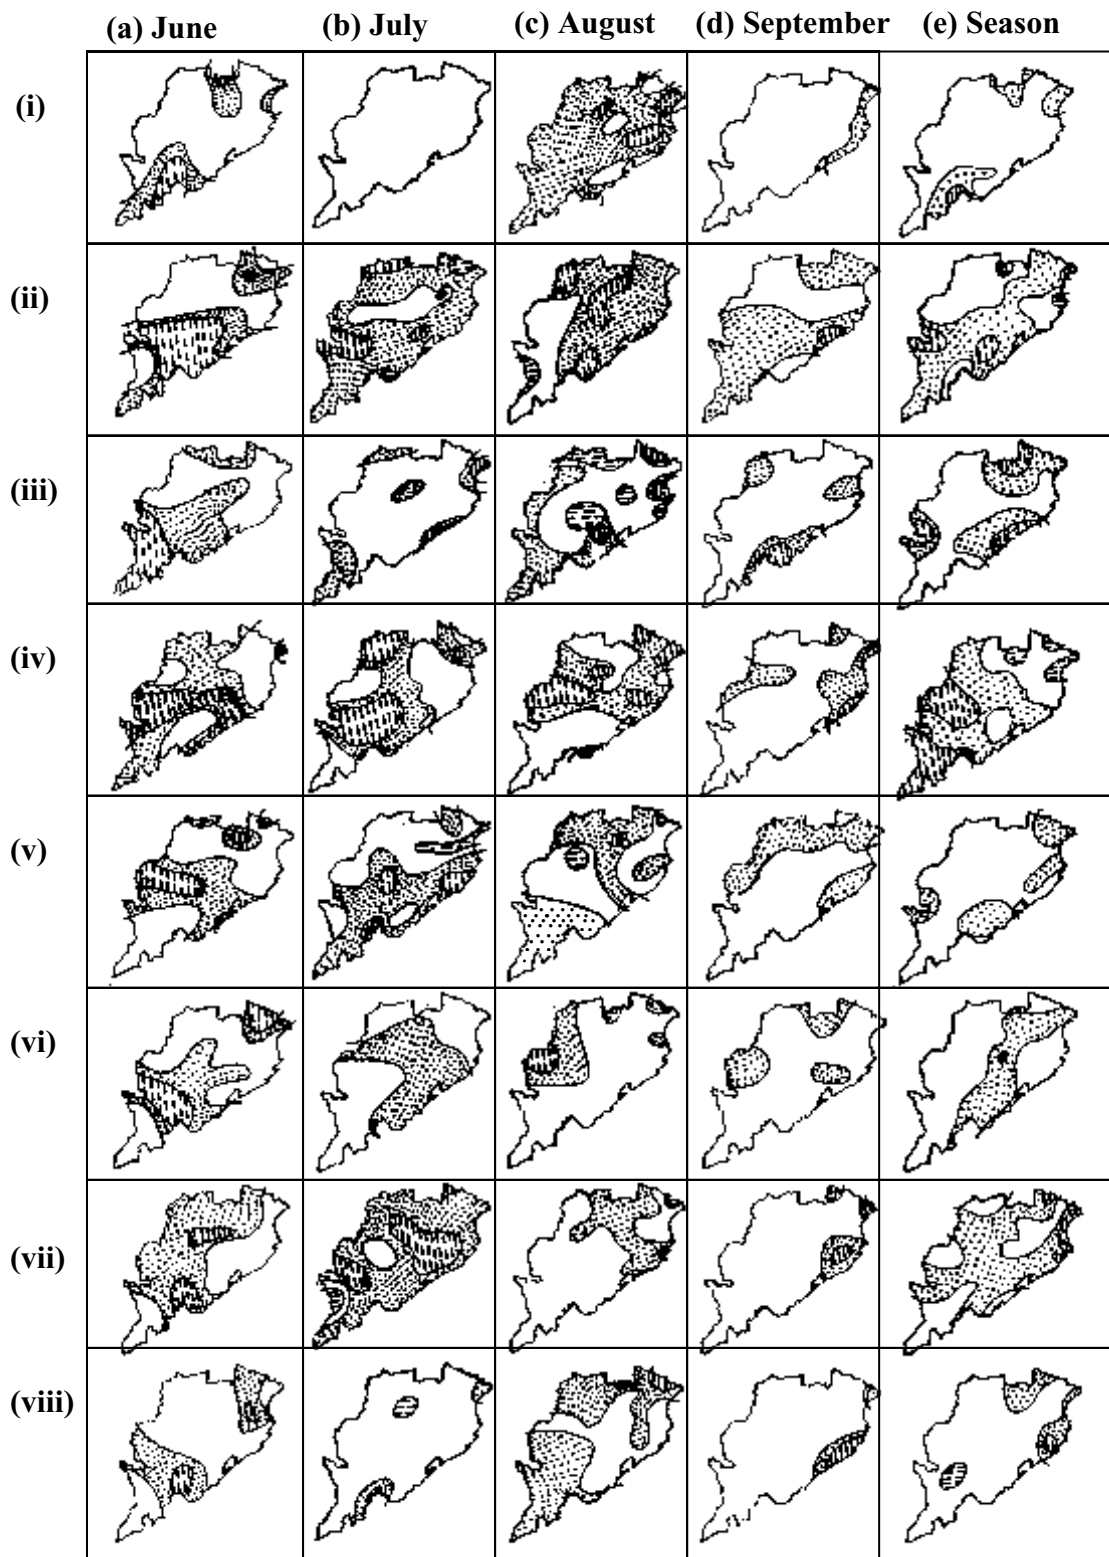 (a) June (b) July (c) August (d) September (e) Season
(i)
(ii)
(iii)
(iv)
(v)
(vi)
(vii)
(viii)